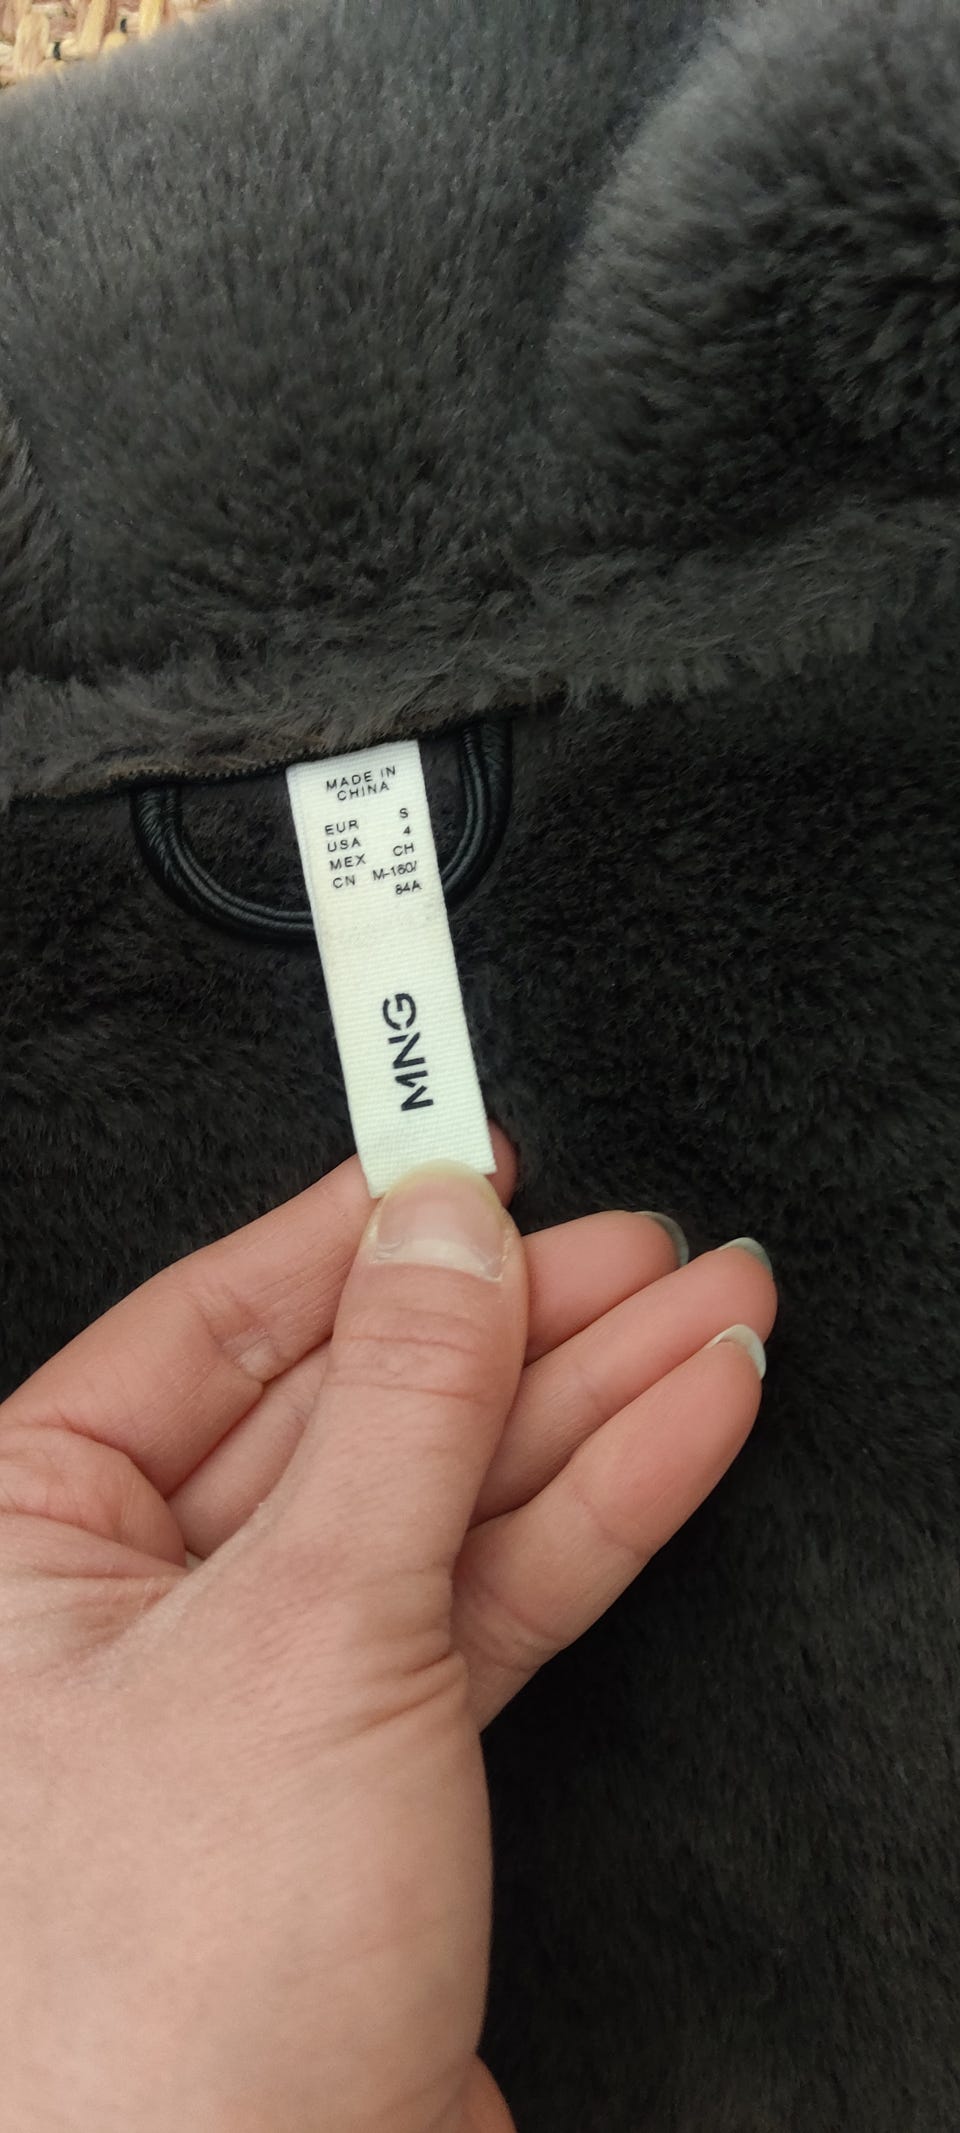 MADE IN
CHINA
EUR S
USA 4
MEX CH
CN M-160/
84A
MNG